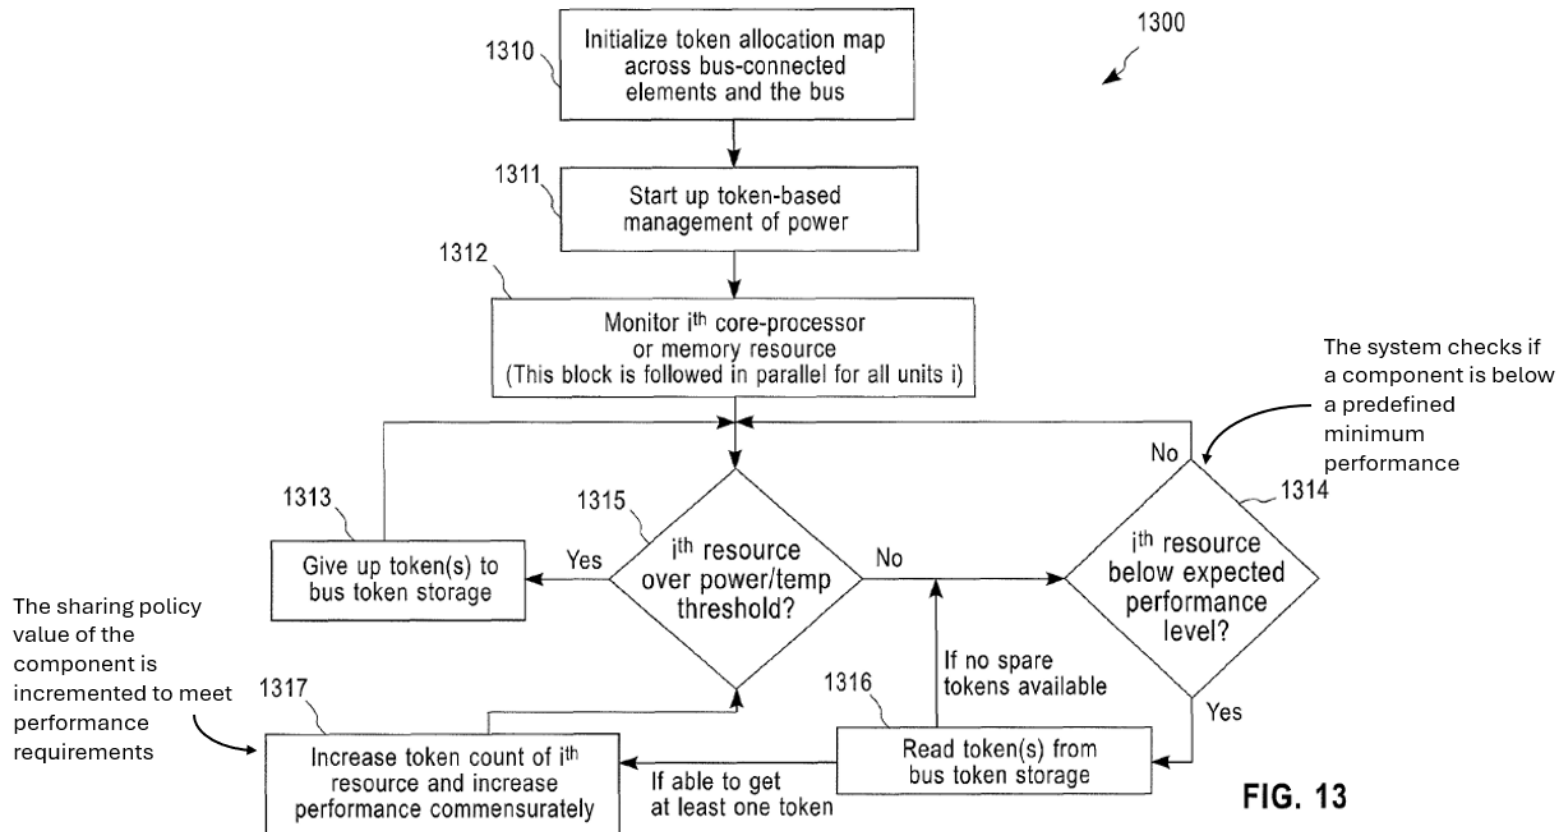 1300
1310
Initialize token allocation map
across bus-connected
elements and the bus
1311
Start up token-based
management of power
1312
Monitor ith core-processor
or memory resource
(This block is followed in parallel for all units i)
The system checks if
a component is below
a predefined
minimum
performance
No
1314
1313
1315
Give up token(s) to
bus token storage
Yes
ith resource
over power/temp
threshold?
No
ith resource
below expected
performance
level?
The sharing policy
value of the
component is
incremented to meet
performance
requirements
If no spare
tokens available
1317
1316
Yes
Increase token count of ith
resource and increase
performance commensurately
If able to get
at least one token
Read token(s) from
bus token storage
FIG. 13